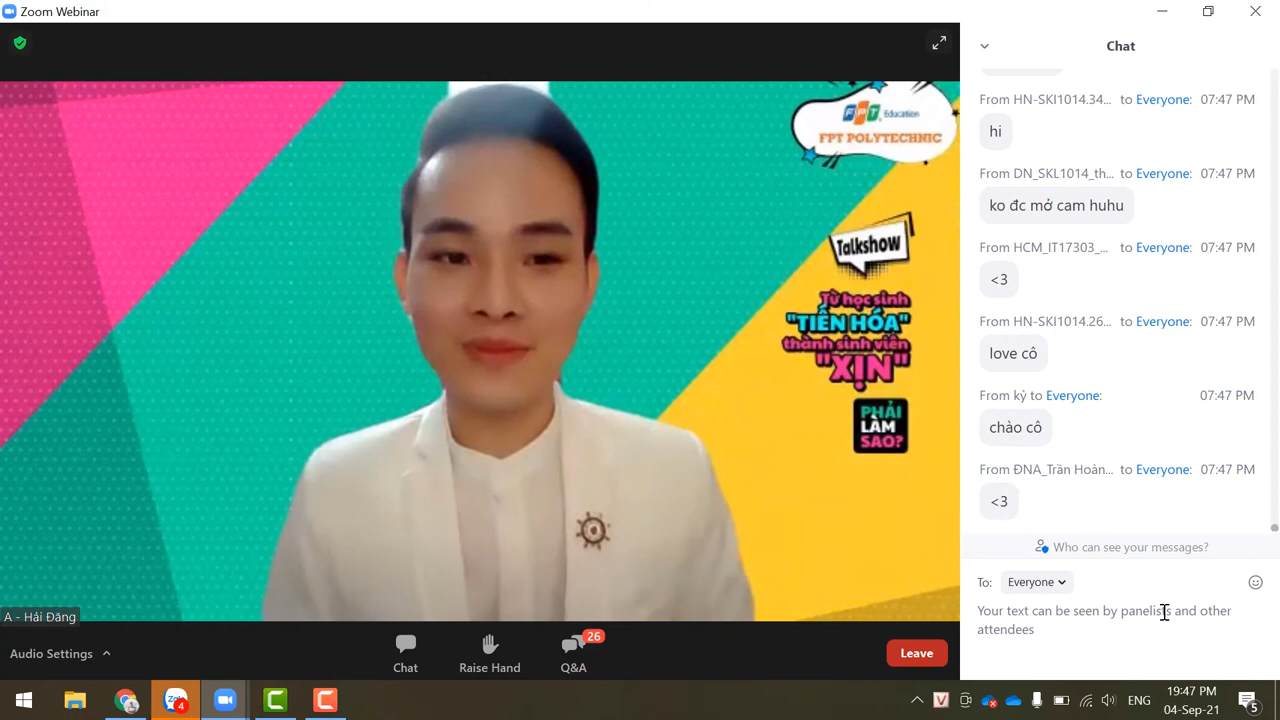 Zoom Webinar
FPT Education
FPT POLYTECHNIC
Talkshow
Từ học sinh
"TIẾN HÓA"
thành sinh viên
"XỊN"
PHẢI
LÀM
SAO?
A - Hải Đăng
Audio Settings
Chat
Raise Hand
26
Q&A
Leave
Chat
From HN-SKI1014.34... to Everyone: 07:47 PM
hi
From DN_SKL1014_th... to Everyone: 07:47 PM
ko đc mở cam huhu
From HCM_IT17303_... to Everyone: 07:47 PM
<3
From HN-SKI1014.26... to Everyone: 07:47 PM
love cô
From kỷ to Everyone: 07:47 PM
chào cô
From ĐNA_Trần Hoàn... to Everyone: 07:47 PM
<3
Who can see your messages?
To: Everyone
Your text can be seen by panelists and other
attendees
Zalo
4
ENG
19:47 PM
04-Sep-21
5